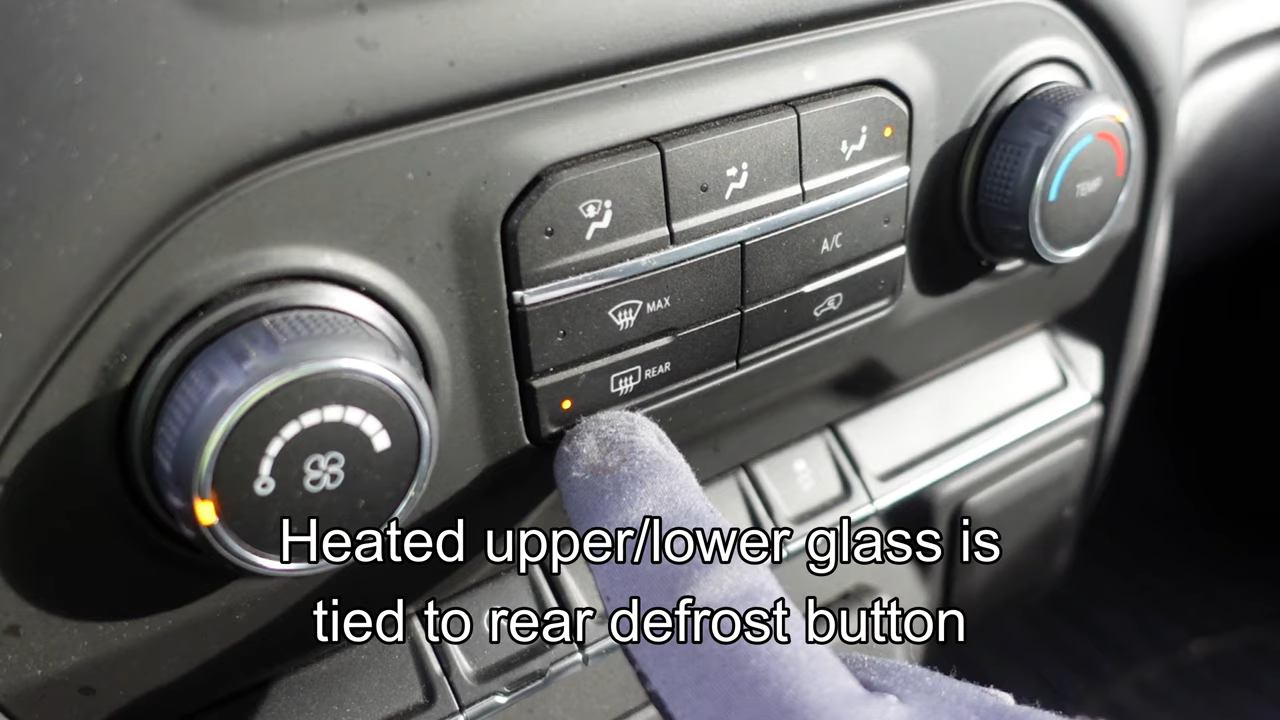 TEMP
A/C
MAX
REAR
Heated upper/lower glass is
tied to rear defrost button